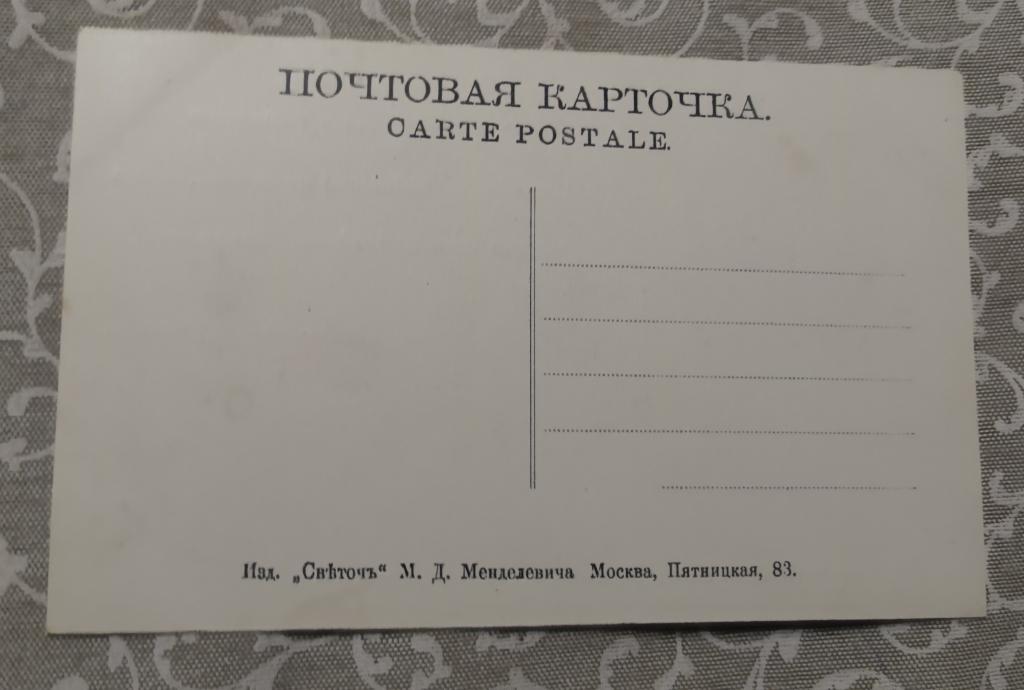 ПОЧТОВАЯ КАРТОЧКА.
CARTE POSTALE.
Изд. „Свѣточъ“ М. Д. Менделевича Москва, Пятницкая, 83.